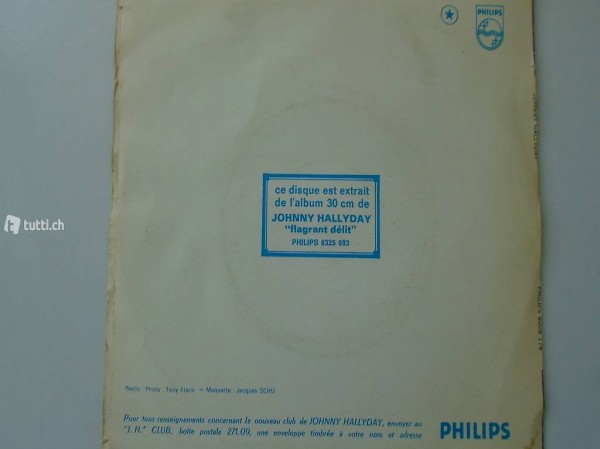 PHILIPS
ce disque est extrait
de l'album 30 cm de
JOHNNY HALLYDAY
"flagrant délit"
PHILIPS 6325 003
tutti.ch
Recto : Photo : Tony Frank - Maquette : Jacques SCHU
Pour tous renseignements concernant le nouveau club de JOHNNY HALLYDAY, envoyer au
"J.H." CLUB, boîte postale 271.09, une enveloppe timbrée à votre nom et adresse
PHILIPS